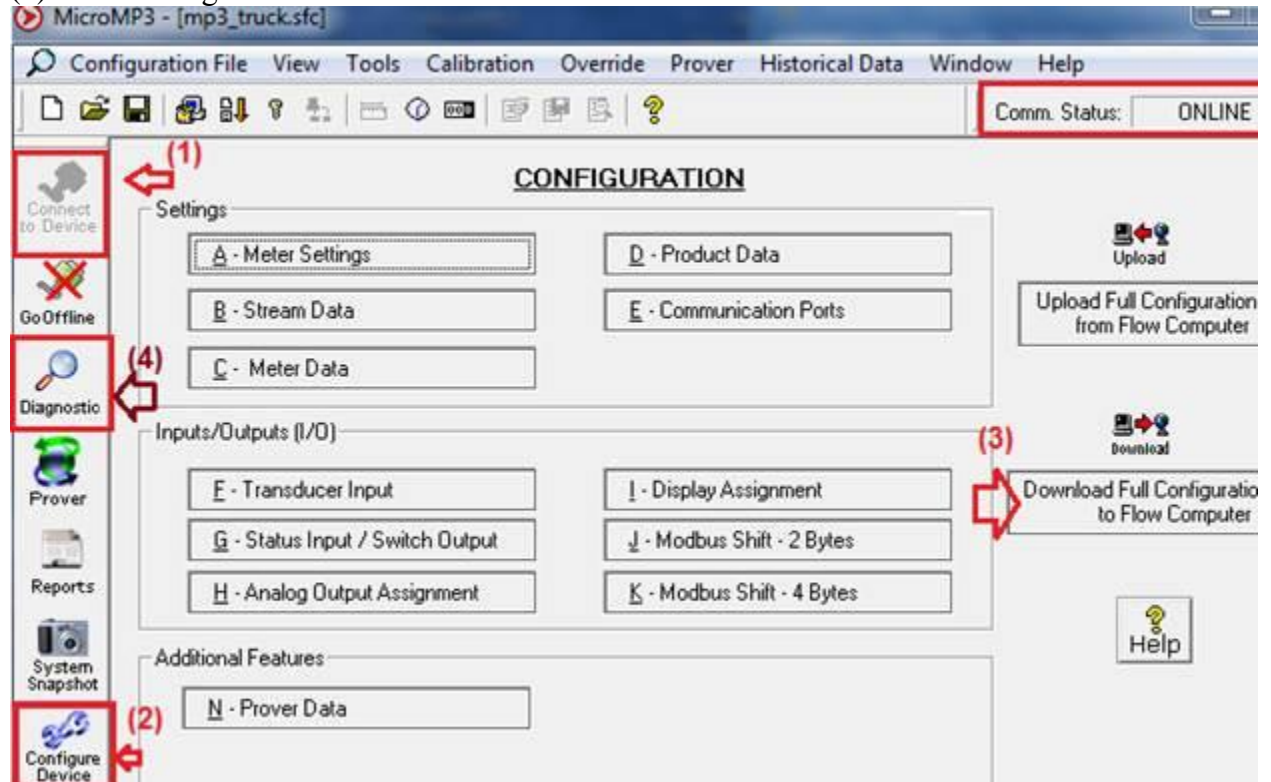 MicroMP3 - [mp3_truck.sfc]
Configuration File View Tools Calibration Override Prover Historical Data Window Help
Comm. Status: ONLINE
(1)
Connect
to Device
CONFIGURATION
Settings
A - Meter Settings
D - Product Data
Upload
B - Stream Data
E - Communication Ports
Upload Full Configuration
from Flow Computer
Go Offline
C - Meter Data
(4)
Diagnostic
Inputs/Outputs (I/O)
(3)
Download
F - Transducer Input
I - Display Assignment
Download Full Configuratio
to Flow Computer
Prover
G - Status Input / Switch Output
J - Modbus Shift - 2 Bytes
Reports
H - Analog Output Assignment
K - Modbus Shift - 4 Bytes
Help
System
Snapshot
Additional Features
N - Prover Data
(2)
Configure
Device